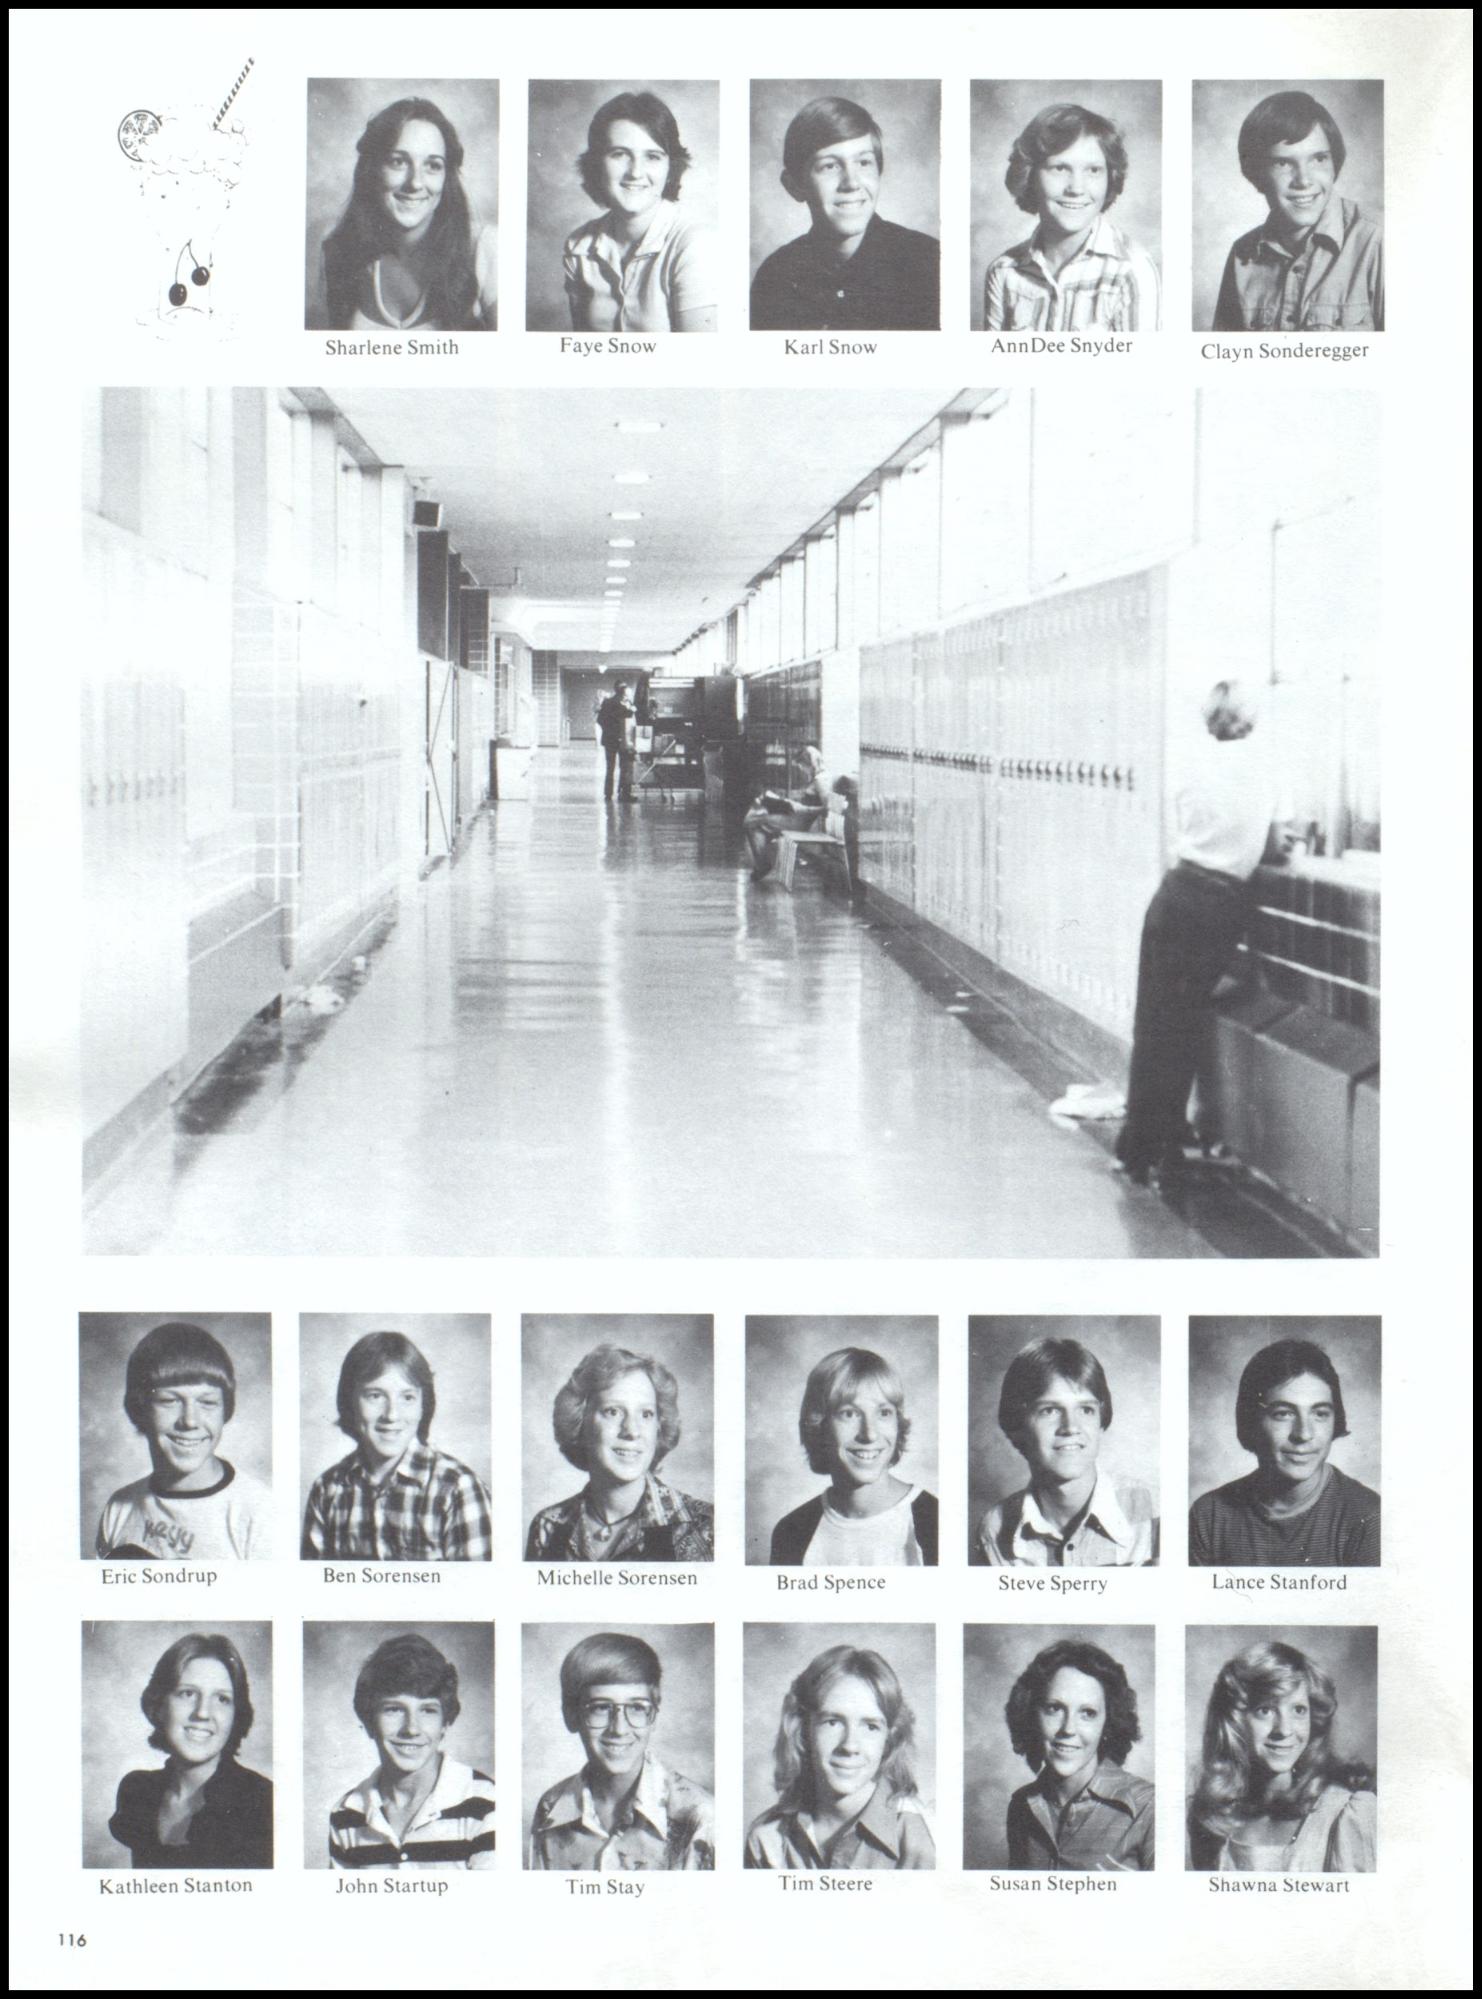 Sharlene Smith
Faye Snow
Karl Snow
AnnDee Snyder
Clayn Sonderegger
Eric Sondrup
Ben Sorensen
Michelle Sorensen
Brad Spence
Steve Sperry
Lance Stanford
Kathleen Stanton
John Startup
Tim Stay
Tim Steere
Susan Stephen
Shawna Stewart
116